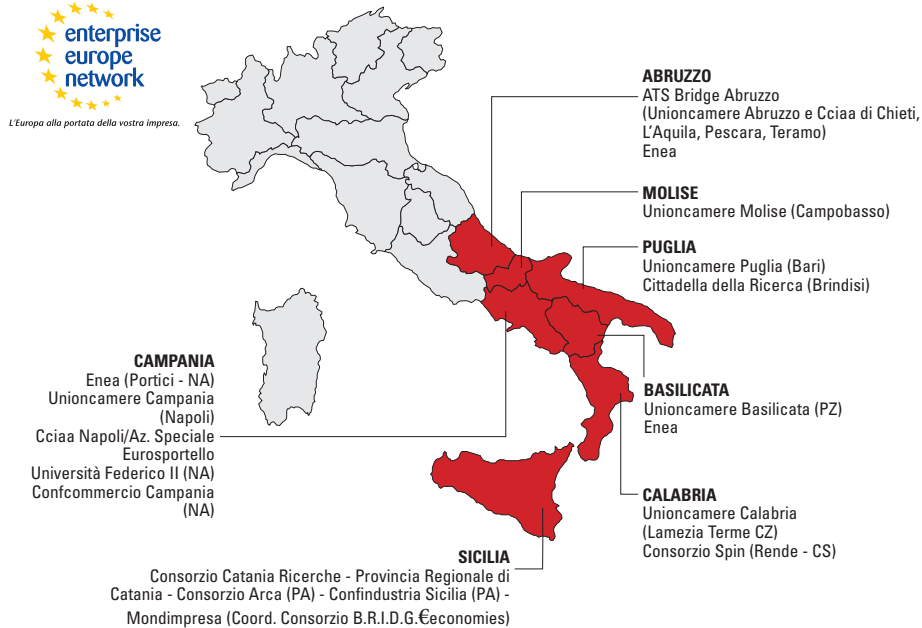 enterprise
europe
network
L'Europa alla portata della vostra impresa.
ABRUZZO
ATS Bridge Abruzzo
(Unioncamere Abruzzo e Cciaa di Chieti,
L'Aquila, Pescara, Teramo)
Enea
MOLISE
Unioncamere Molise (Campobasso)
PUGLIA
Unioncamere Puglia (Bari)
Cittadella della Ricerca (Brindisi)
CAMPANIA
Enea (Portici - NA)
Unioncamere Campania
(Napoli)
Cciaa Napoli/Az. Speciale
Eurosportello
Università Federico II (NA)
Confcommercio Campania
(NA)
BASILICATA
Unioncamere Basilicata (PZ)
Enea
CALABRIA
Unioncamere Calabria
(Lamezia Terme CZ)
Consorzio Spin (Rende - CS)
SICILIA
Consorzio Catania Ricerche - Provincia Regionale di
Catania - Consorzio Arca (PA) - Confindustria Sicilia (PA) -
Mondimpresa (Coord. Consorzio B.R.I.D.G.€economies)